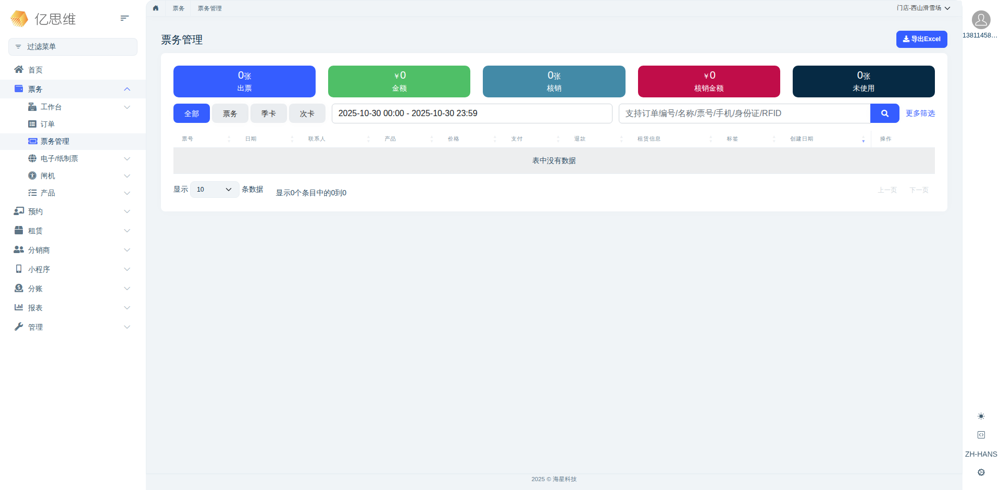 亿思维
过滤菜单
首页
票务
工作台
订单
票务管理
电子/纸制票
闸机
产品
预约
租赁
分销商
小程序
分账
报表
管理
票务 票务管理 门店-西山滑雪场
票务管理 导出Excel
0张 ￥0 0张 ￥0 0张
出票 金额 核销 核销金额 未使用
全部 票务 季卡 次卡 2025-10-30 00:00 - 2025-10-30 23:59 支持订单编号/名称/票号/手机/身份证/RFID 更多筛选
票号 日期 联系人 产品 价格 支付 退款 租赁信息 标签 创建日期 操作
表中没有数据
显示 10 条数据 显示0个条目中的0到0 上一页 下一页
2025 © 海星科技
13811458...
ZH-HANS